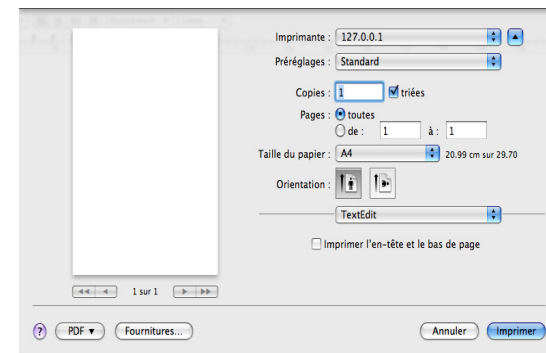 Imprimante : 127.0.0.1
Préréglages : Standard
Copies : 1 triées
Pages : toutes
de : 1 à : 1
Taille du papier : A4 20.99 cm sur 29.70
Orientation :
TextEdit
Imprimer l'en-tête et le bas de page
1 sur 1
? PDF ▼ Fournitures... Annuler Imprimer